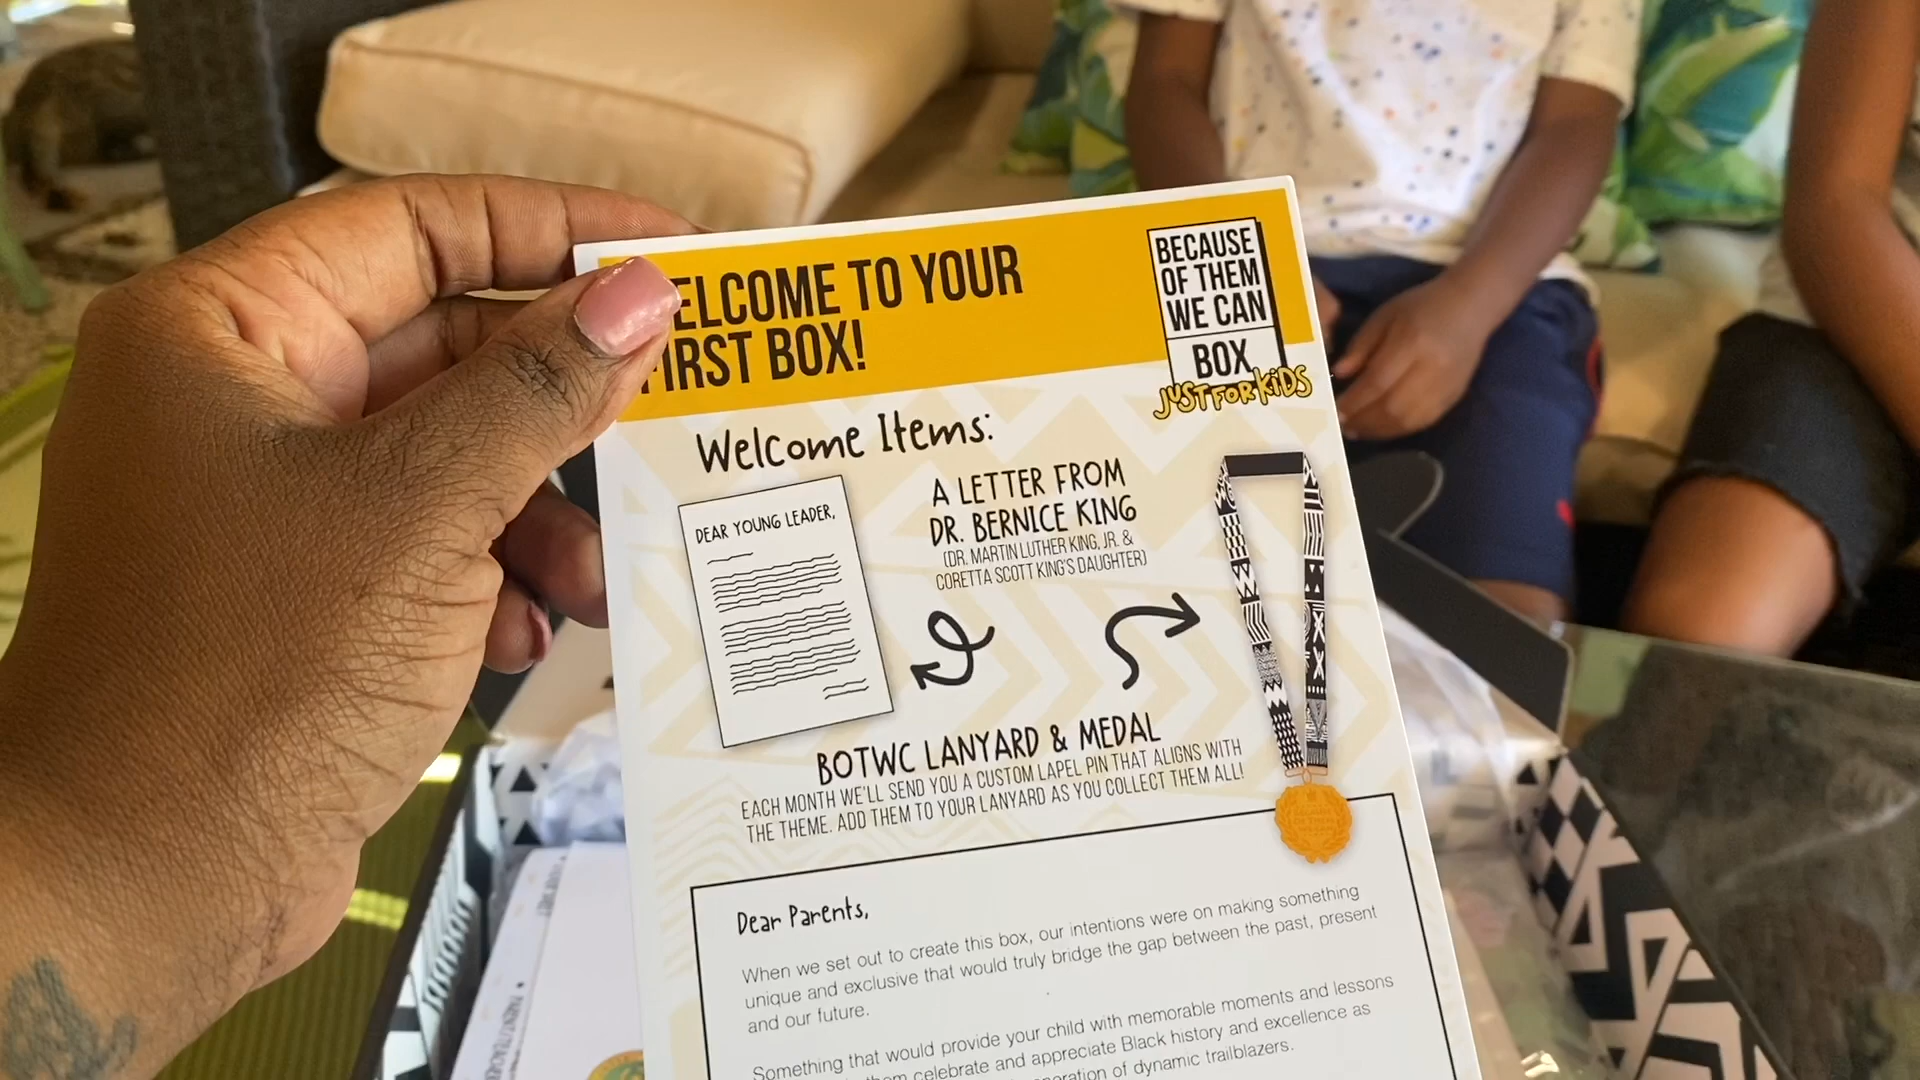 WELCOME TO YOUR
FIRST BOX!
BECAUSE
OF THEM
WE CAN
BOX
JUST FOR KIDS
Welcome Items:
DEAR YOUNG LEADER,
A LETTER FROM
DR. BERNICE KING
(DR. MARTIN LUTHER KING, JR. &
CORETTA SCOTT KING'S DAUGHTER)
BOTWC LANYARD & MEDAL
EACH MONTH WE'LL SEND YOU A CUSTOM LAPEL PIN THAT ALIGNS WITH
THE THEME. ADD THEM TO YOUR LANYARD AS YOU COLLECT THEM ALL!
Dear Parents,
When we set out to create this box, our intentions were on making something
unique and exclusive that would truly bridge the gap between the past, present
and our future.
Something that would provide your child with memorable moments and lessons
them celebrate and appreciate Black history and excellence as
of dynamic trailblazers.